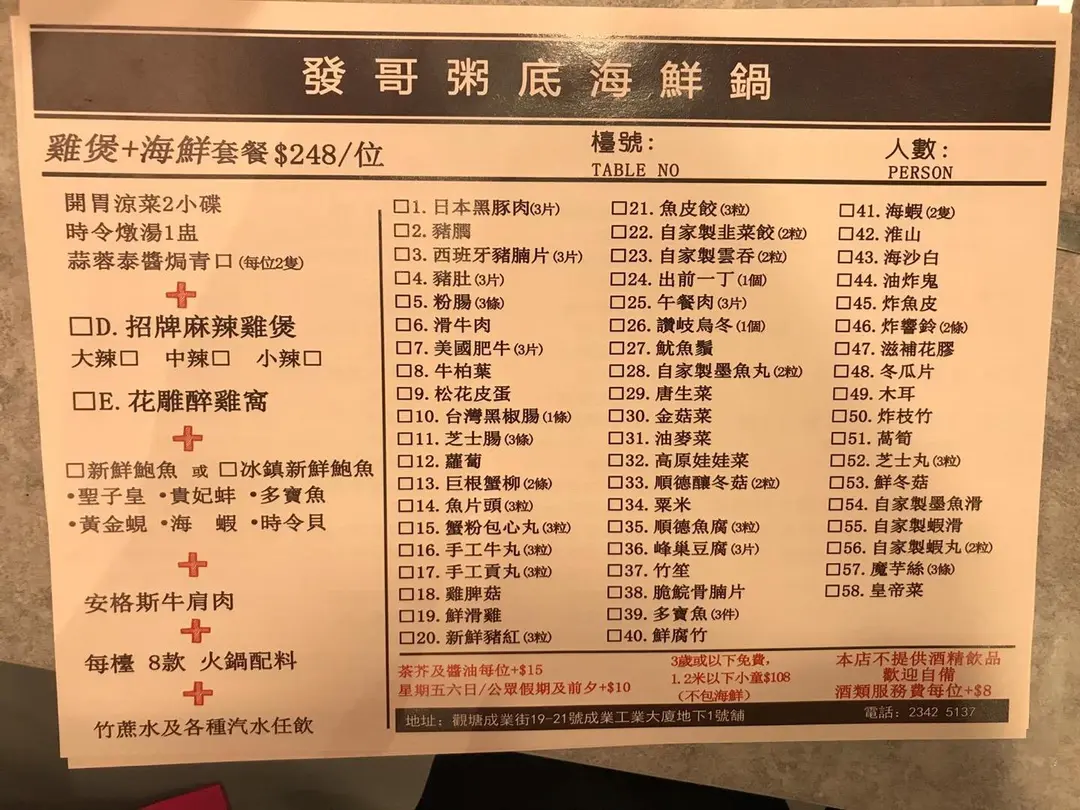 發哥粥底海鮮鍋
雞煲+海鮮套餐 $248/位
檯號:
TABLE NO
人數:
PERSON
開胃涼菜2小碟
時令燉湯1盅
蒜蓉泰醬焗青口(每位2隻)
+
□D. 招牌麻辣雞煲
大辣□ 中辣□ 小辣□
□E. 花雕醉雞窩
+
□新鮮鮑魚 或 □冰鎮新鮮鮑魚
•聖子皇 •貴妃蚌 •多寶魚
•黃金蜆 •海 蝦 •時令貝
+
安格斯牛肩肉
+
每檯 8款 火鍋配料
+
竹蔗水及各種汽水任飲
□1. 日本黑豚肉(3片)
□2. 豬膶
□3. 西班牙豬腩片(3片)
□4. 豬肚(3片)
□5. 粉腸(3條)
□6. 滑牛肉
□7. 美國肥牛(3片)
□8. 牛柏葉
□9. 松花皮蛋
□10. 台灣黑椒腸(1條)
□11. 芝士腸(3條)
□12. 蘿蔔
□13. 巨根蟹柳(2條)
□14. 魚片頭(3粒)
□15. 蟹粉包心丸(3粒)
□16. 手工牛丸(3粒)
□17. 手工貢丸(3粒)
□18. 雞脾菇
□19. 鮮滑雞
□20. 新鮮豬紅(3粒)
□21. 魚皮餃(3粒)
□22. 自家製韭菜餃(2粒)
□23. 自家製雲吞(2粒)
□24. 出前一丁(1個)
□25. 午餐肉(3片)
□26. 讚岐烏冬(1個)
□27. 魷魚鬚
□28. 自家製墨魚丸(2粒)
□29. 唐生菜
□30. 金菇菜
□31. 油麥菜
□32. 高原娃娃菜
□33. 順德釀冬菇(2粒)
□34. 粟米
□35. 順德魚腐(3粒)
□36. 峰巢豆腐(3片)
□37. 竹笙
□38. 脆鯇骨腩片
□39. 多寶魚(3件)
□40. 鮮腐竹
□41. 海蝦(2隻)
□42. 淮山
□43. 海沙白
□44. 油炸鬼
□45. 炸魚皮
□46. 炸響鈴(2條)
□47. 滋補花膠
□48. 冬瓜片
□49. 木耳
□50. 炸枝竹
□51. 萵筍
□52. 芝士丸(3粒)
□53. 鮮冬菇
□54. 自家製墨魚滑
□55. 自家製蝦滑
□56. 自家製蝦丸(2粒)
□57. 魔芋絲(3條)
□58. 皇帝菜
茶芥及醬油每位+$15
星期五六日/公眾假期及前夕+$10
3歲或以下免費，
1.2米以下小童$108
(不包海鮮)
本店不提供酒精飲品
歡迎自備
酒類服務費每位+$8
地址: 觀塘成業街19-21號成業工業大廈地下1號舖
電話: 2342 5137